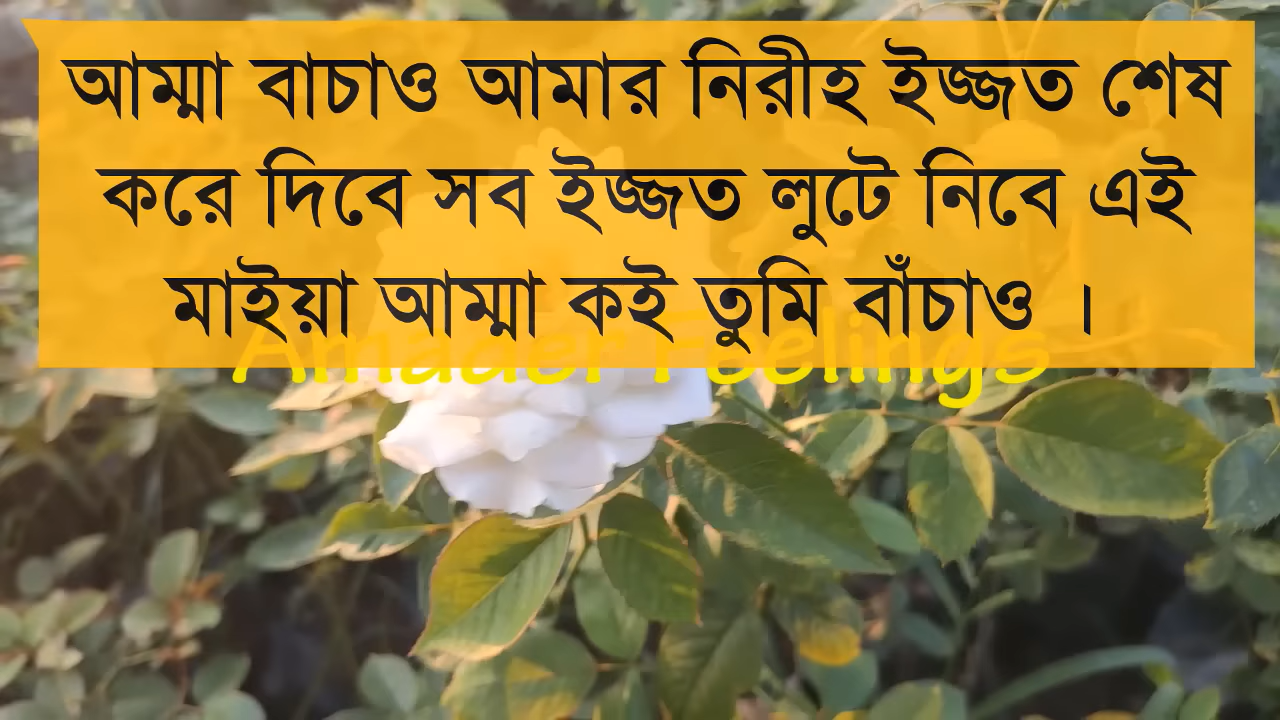 আম্মা বাচাও আমার নিরীহ ইজ্জত শেষ
করে দিবে সব ইজ্জত লুটে নিবে এই
মাইয়া আম্মা কই তুমি বাঁচাও ।
Amader Feelings